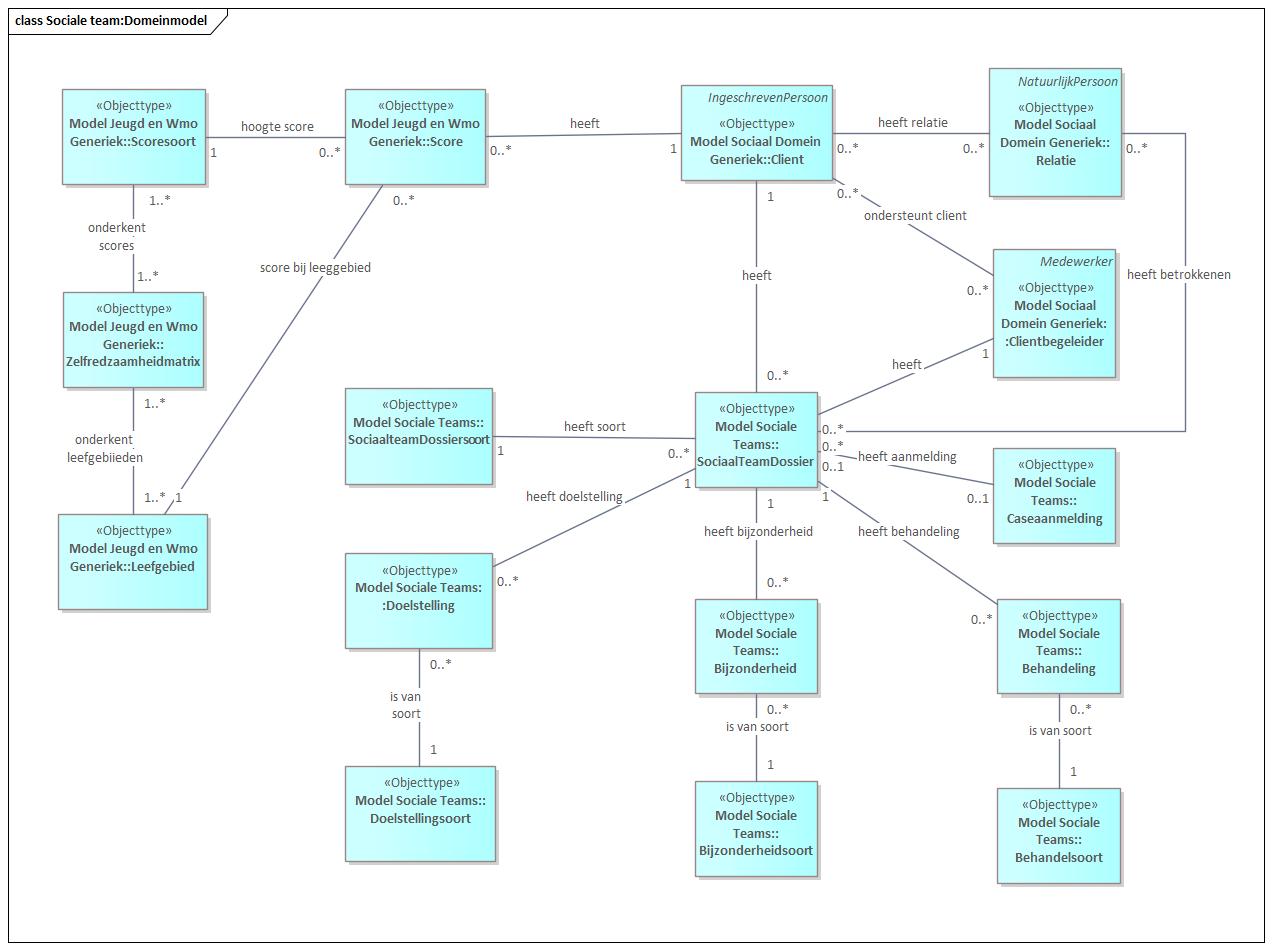 class Sociale team:Domeinmodel
«Objecttype»
Model Jeugd en Wmo
Generiek::Scoresoort
hoogte score
1
0..*
«Objecttype»
Model Jeugd en Wmo
Generiek::Score
heeft
0..*
1
IngeschrevenPersoon
«Objecttype»
Model Sociaal Domein
Generiek::Client
heeft relatie
0..*
0..*
NatuurlijkPersoon
«Objecttype»
Model Sociaal
Domein Generiek::
Relatie
0..*
heeft betrokkenen
0..*
1..*
onderkent
scores
1..*
0..*
score bij leeggebied
1
1
heeft
0..*
0..*
ondersteunt client
0..*
Medewerker
«Objecttype»
Model Sociaal
Domein Generiek:
:Clientbegeleider
heeft
1
0..*
«Objecttype»
Model Jeugd en Wmo
Generiek::
Zelfredzaamheidmatrix
1..*
onderkent
leefgebiieden
1..*
«Objecttype»
Model Jeugd en Wmo
Generiek::Leefgebied
«Objecttype»
Model Sociale Teams::
SociaalteamDossiersoort
heeft soort
1
0..*
«Objecttype»
Model Sociale
Teams::
SociaalTeamDossier
heeft aanmelding
0..1
0..1
«Objecttype»
Model Sociale
Teams::
Caseaanmelding
heeft doelstelling
1
0..*
1
heeft bijzonderheid
0..*
1
heeft behandeling
0..*
«Objecttype»
Model Sociale Teams:
:Doelstelling
«Objecttype»
Model Sociale
Teams::
Bijzonderheid
«Objecttype»
Model Sociale
Teams::
Behandeling
0..*
is van
soort
1
0..*
is van soort
1
0..*
is van soort
1
«Objecttype»
Model Sociale Teams::
Doelstellingsoort
«Objecttype»
Model Sociale
Teams::
Bijzonderheidsoort
«Objecttype»
Model Sociale
Teams::
Behandelsoort